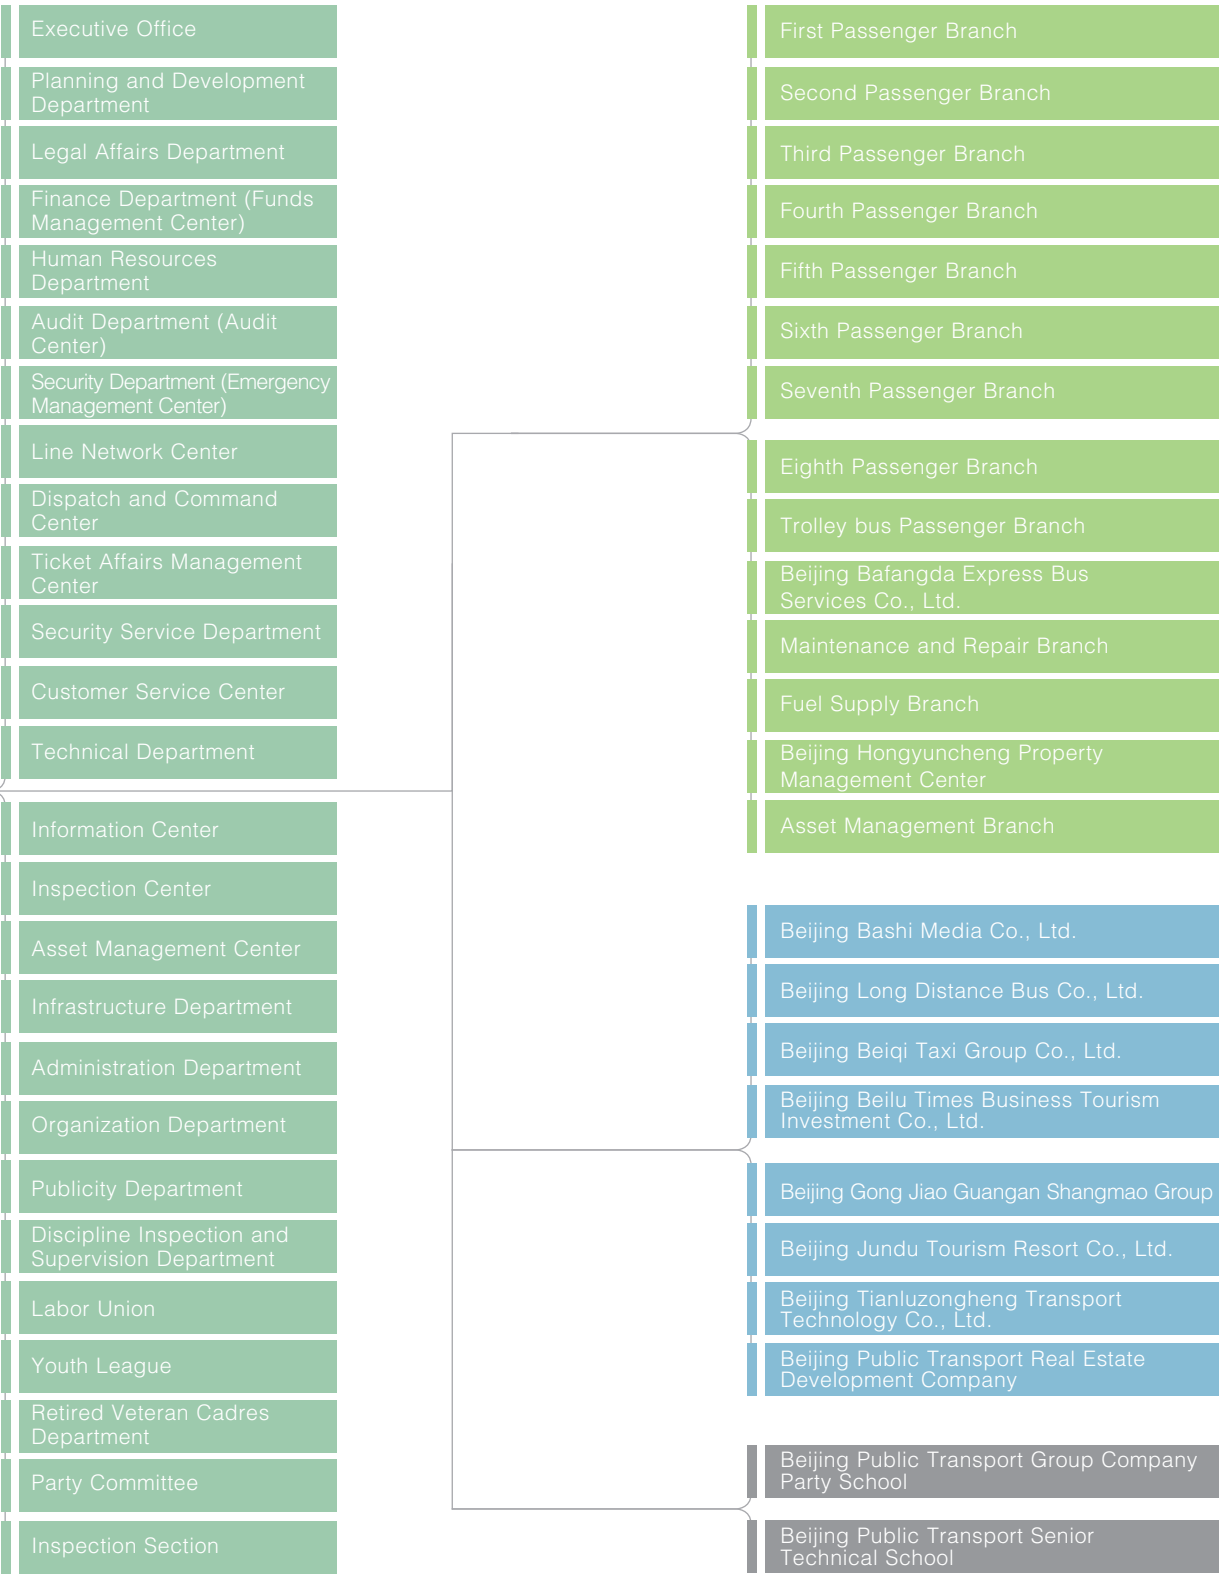 Executive Office
Planning and Development
Department
Legal Affairs Department
Finance Department (Funds
Management Center)
Human Resources
Department
Audit Department (Audit
Center)
Security Department (Emergency
Management Center)
Line Network Center
Dispatch and Command
Center
Ticket Affairs Management
Center
Security Service Department
Customer Service Center
Technical Department
Information Center
Inspection Center
Asset Management Center
Infrastructure Department
Administration Department
Organization Department
Publicity Department
Discipline Inspection and
Supervision Department
Labor Union
Youth League
Retired Veteran Cadres
Department
Party Committee
Inspection Section
First Passenger Branch
Second Passenger Branch
Third Passenger Branch
Fourth Passenger Branch
Fifth Passenger Branch
Sixth Passenger Branch
Seventh Passenger Branch
Eighth Passenger Branch
Trolley bus Passenger Branch
Beijing Bafangda Express Bus
Services Co., Ltd.
Maintenance and Repair Branch
Fuel Supply Branch
Beijing Hongyuncheng Property
Management Center
Asset Management Branch
Beijing Bashi Media Co., Ltd.
Beijing Long Distance Bus Co., Ltd.
Beijing Beiqi Taxi Group Co., Ltd.
Beijing Beilu Times Business Tourism
Investment Co., Ltd.
Beijing Gong Jiao Guangan Shangmao Group
Beijing Jundu Tourism Resort Co., Ltd.
Beijing Tianluzongheng Transport
Technology Co., Ltd.
Beijing Public Transport Real Estate
Development Company
Beijing Public Transport Group Company
Party School
Beijing Public Transport Senior
Technical School